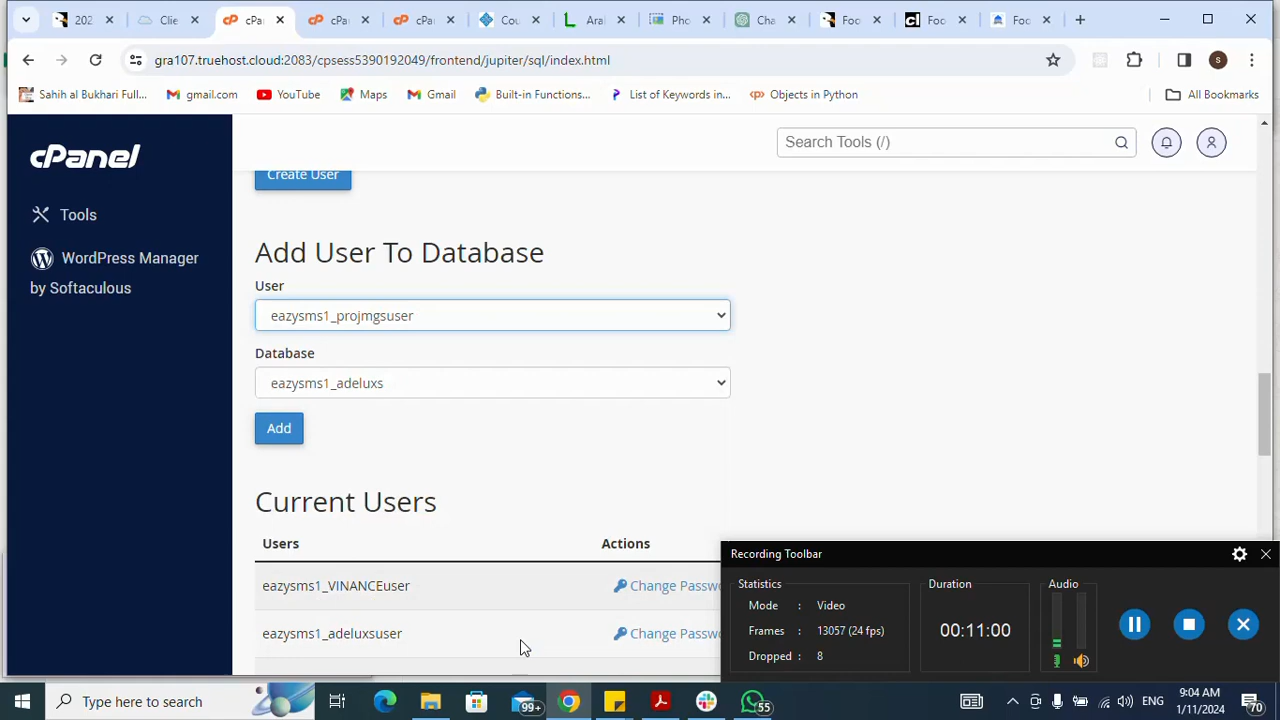 202
Clie
cPa
cPa
cPa
Cou
Aral
Pho
Cha
Foo
Foo
Foo
gra107.truehost.cloud:2083/cpsess5390192049/frontend/jupiter/sql/index.html
S
Sahih al Bukhari Full...
gmail.com
YouTube
Maps
Gmail
Built-in Functions...
List of Keywords in...
Objects in Python
All Bookmarks
cPanel
Search Tools (/)
Tools
WordPress Manager
by Softaculous
Create User
Add User To Database
User
eazysms1_projmgsuser
Database
eazysms1_adeluxs
Add
Current Users
Users Actions
eazysms1_VINANCEuser Change Passwo
eazysms1_adeluxsuser Change Passwo
Recording Toolbar
Statistics
Mode : Video
Frames : 13057 (24 fps)
Dropped : 8
Duration
00:11:00
Audio
Type here to search
99+
55
ENG
9:04 AM
1/11/2024
70